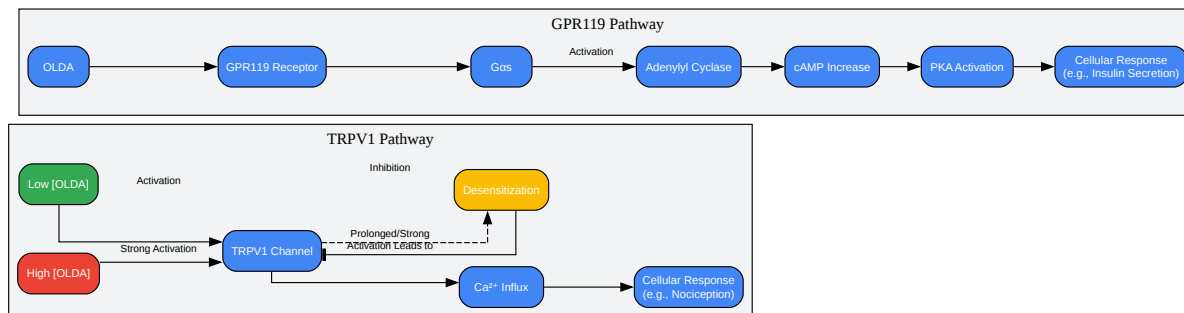 GPR119 Pathway
Activation
OLDA
GPR119 Receptor
Gαs
Adenylyl Cyclase
cAMP Increase
PKA Activation
Cellular Response
(e.g., Insulin Secretion)
TRPV1 Pathway
Inhibition
Activation
Low [OLDA]
Desensitization
Prolonged/Strong
Activation Leads to
Strong Activation
TRPV1 Channel
High [OLDA]
Ca²⁺ Influx
Cellular Response
(e.g., Nociception)